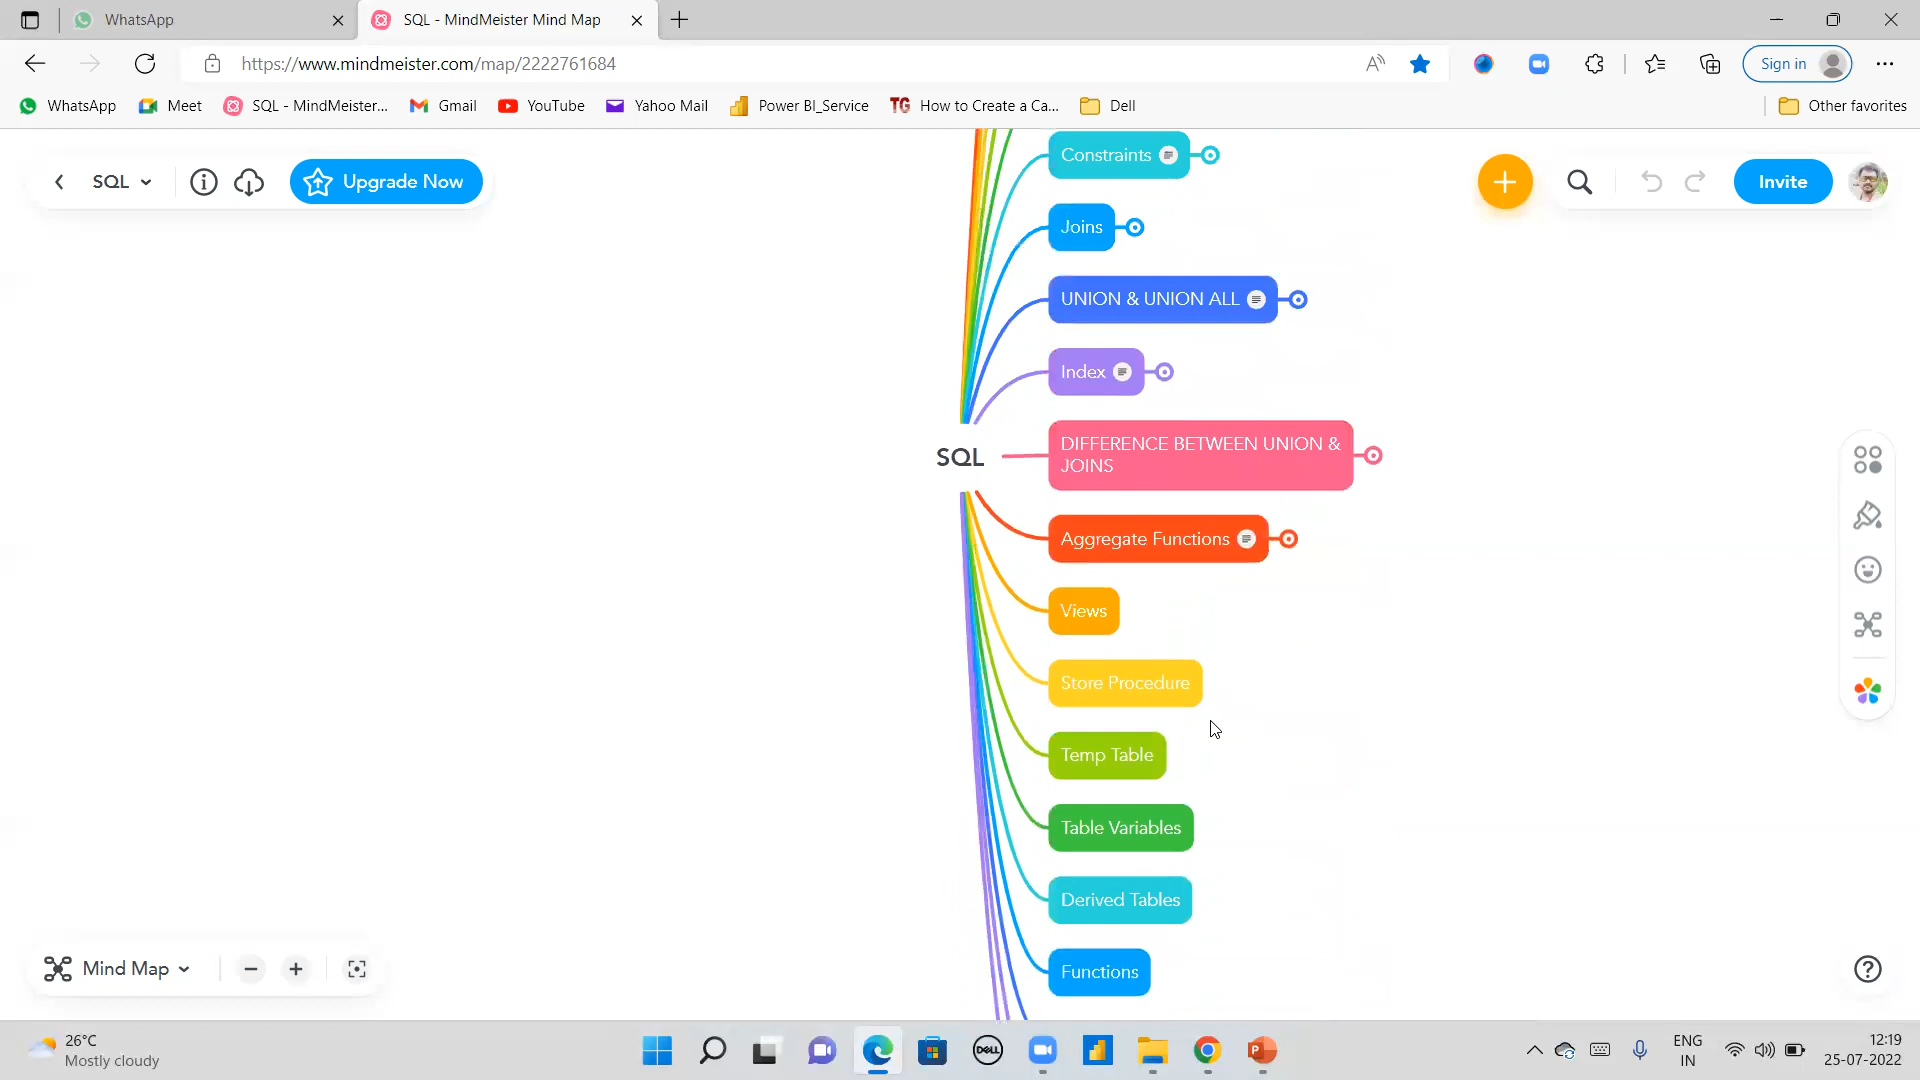 WhatsApp
SQL - MindMeister Mind Map
https://www.mindmeister.com/map/2222761684
Sign in
WhatsApp
Meet
SQL - MindMeister...
Gmail
YouTube
Yahoo Mail
Power BI_Service
TG How to Create a Ca...
Dell
Other favorites
SQL
Upgrade Now
Invite
Constraints
Joins
UNION & UNION ALL
Index
SQL
DIFFERENCE BETWEEN UNION &
JOINS
Aggregate Functions
Views
Store Procedure
Temp Table
Table Variables
Derived Tables
Functions
Mind Map
26°C
Mostly cloudy
DELL
ENG
IN
12:19
25-07-2022